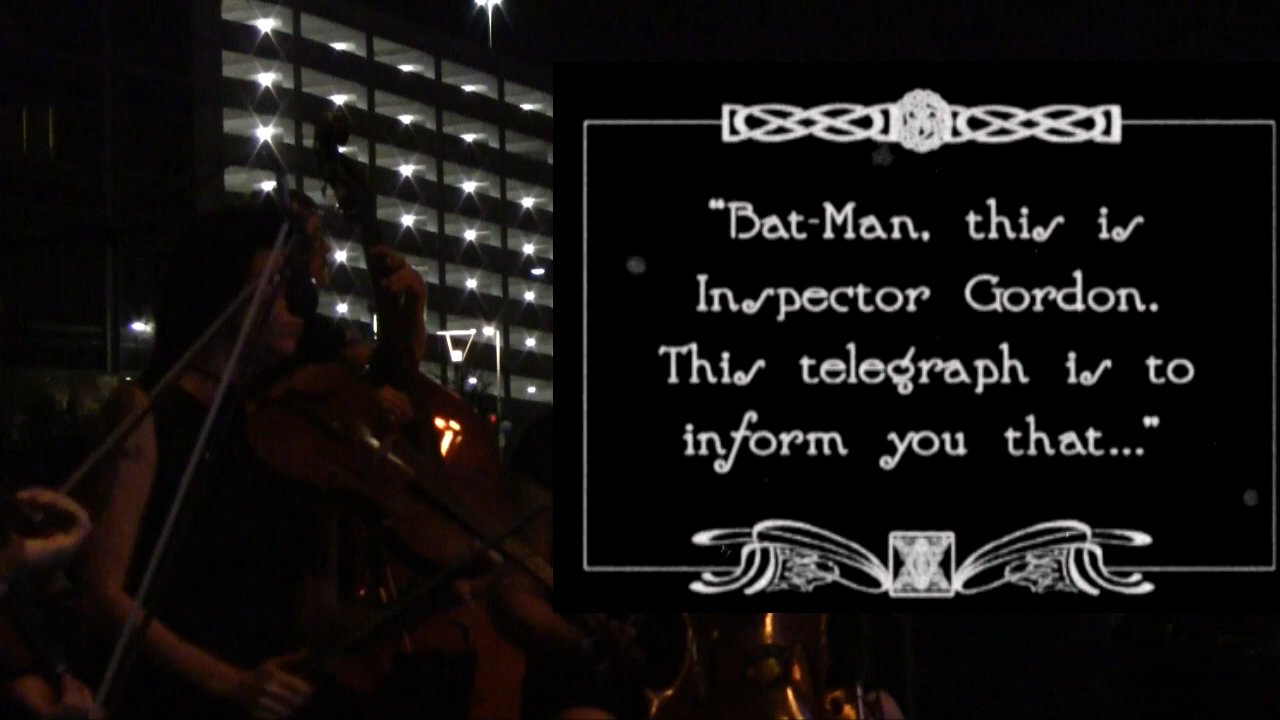 "Bat-Man, this is
Inspector Gordon.
This telegraph is to
inform you that..."